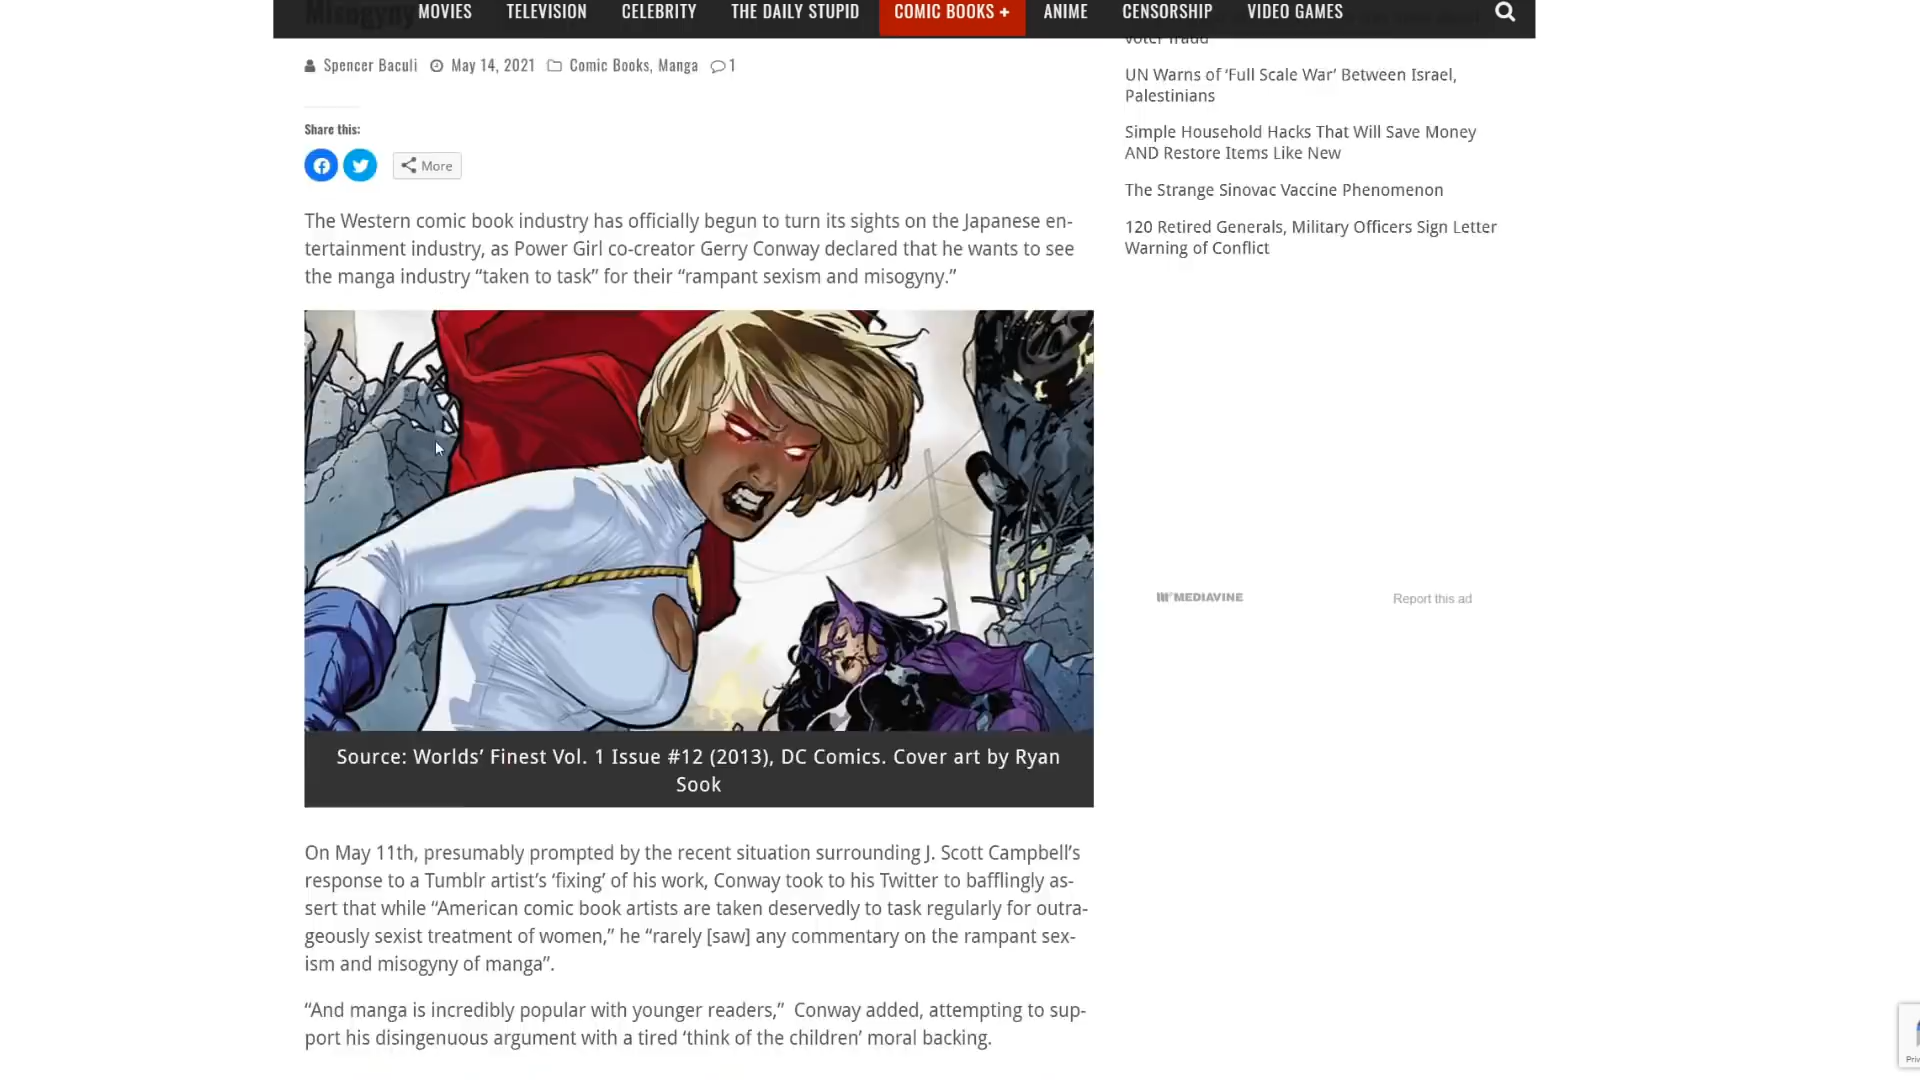 Misogyny
MOVIES TELEVISION CELEBRITY THE DAILY STUPID COMIC BOOKS + ANIME CENSORSHIP VIDEO GAMES
Spencer Baculi May 14, 2021 Comic Books, Manga 1
Share this:
More
The Western comic book industry has officially begun to turn its sights on the Japanese en-
tertainment industry, as Power Girl co-creator Gerry Conway declared that he wants to see
the manga industry “taken to task” for their “rampant sexism and misogyny.”
Source: Worlds’ Finest Vol. 1 Issue #12 (2013), DC Comics. Cover art by Ryan
Sook
On May 11th, presumably prompted by the recent situation surrounding J. Scott Campbell’s
response to a Tumblr artist’s ‘fixing’ of his work, Conway took to his Twitter to bafflingly as-
sert that while “American comic book artists are taken deservedly to task regularly for outra-
geously sexist treatment of women,” he “rarely [saw] any commentary on the rampant sex-
ism and misogyny of manga”.
“And manga is incredibly popular with younger readers,”  Conway added, attempting to sup-
port his disingenuous argument with a tired ‘think of the children’ moral backing.
voter fraud
UN Warns of ‘Full Scale War’ Between Israel,
Palestinians
Simple Household Hacks That Will Save Money
AND Restore Items Like New
The Strange Sinovac Vaccine Phenomenon
120 Retired Generals, Military Officers Sign Letter
Warning of Conflict
MEDIAVINE
Report this ad